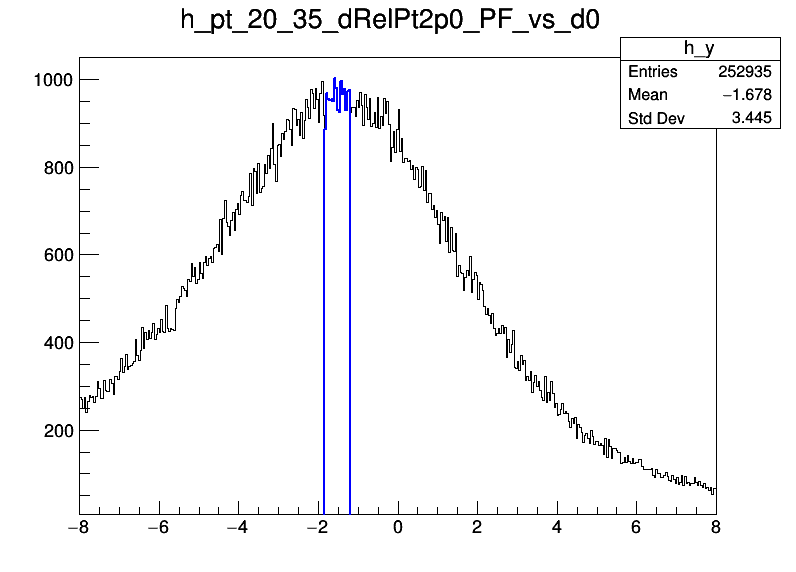 h_pt_20_35_dRelPt2p0_PF_vs_d0
h_y
Entries 252935
Mean −1.678
Std Dev 3.445
1000
800
600
400
200
−8 −6 −4 −2 0 2 4 6 8